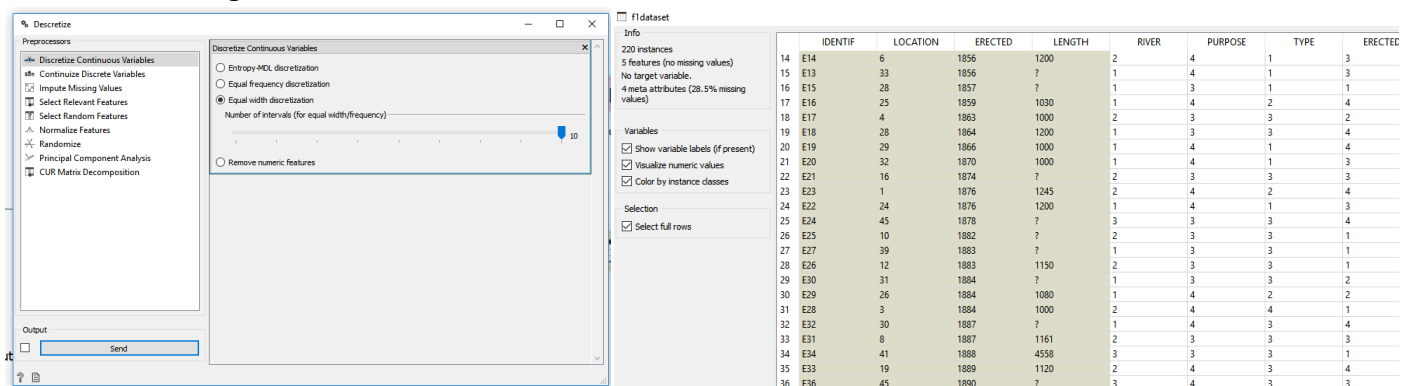 Descretize
Preprocessors
Discretize Continuous Variables
Continuize Discrete Variables
Impute Missing Values
Select Relevant Features
Select Random Features
Normalize Features
Randomize
Principal Component Analysis
CUR Matrix Decomposition
Output
Send
Discretize Continuous Variables
Entropy-MDL discretization
Equal frequency discretization
Equal width discretization
Number of intervals (for equal width/frequency)
10
Remove numeric features
f1dataset
Info
220 instances
5 features (no missing values)
No target variable.
4 meta attributes (28.5% missing
values)
Variables
Show variable labels (if present)
Visualize numeric values
Color by instance classes
Selection
Select full rows
IDENTIF LOCATION ERECTED LENGTH RIVER PURPOSE TYPE ERECTED
14 E14 6 1856 1200 2 4 1 3
15 E13 33 1856 ? 1 4 1 3
16 E15 28 1857 ? 1 3 1 1
17 E16 25 1859 1030 1 4 2 4
18 E17 4 1863 1000 2 3 3 2
19 E18 28 1864 1200 1 3 3 4
20 E19 29 1866 1000 1 4 1 4
21 E20 32 1870 1000 1 4 1 3
22 E21 16 1874 ? 2 3 3 3
23 E23 1 1876 1245 2 4 2 4
24 E22 24 1876 1200 1 4 1 3
25 E24 45 1878 ? 3 3 3 4
26 E25 10 1882 ? 2 3 3 1
27 E27 39 1883 ? 1 3 3 1
28 E26 12 1883 1150 2 3 3 1
29 E30 31 1884 ? 1 3 3 2
30 E29 26 1884 1080 1 4 2 2
31 E28 3 1884 1000 2 4 4 1
32 E32 30 1887 ? 1 4 3 4
33 E31 8 1887 1161 2 3 3 3
34 E34 41 1888 4558 3 3 3 1
35 E33 19 1889 1120 2 4 3 4
36 E36 45 1890 ? 3 4 3 3